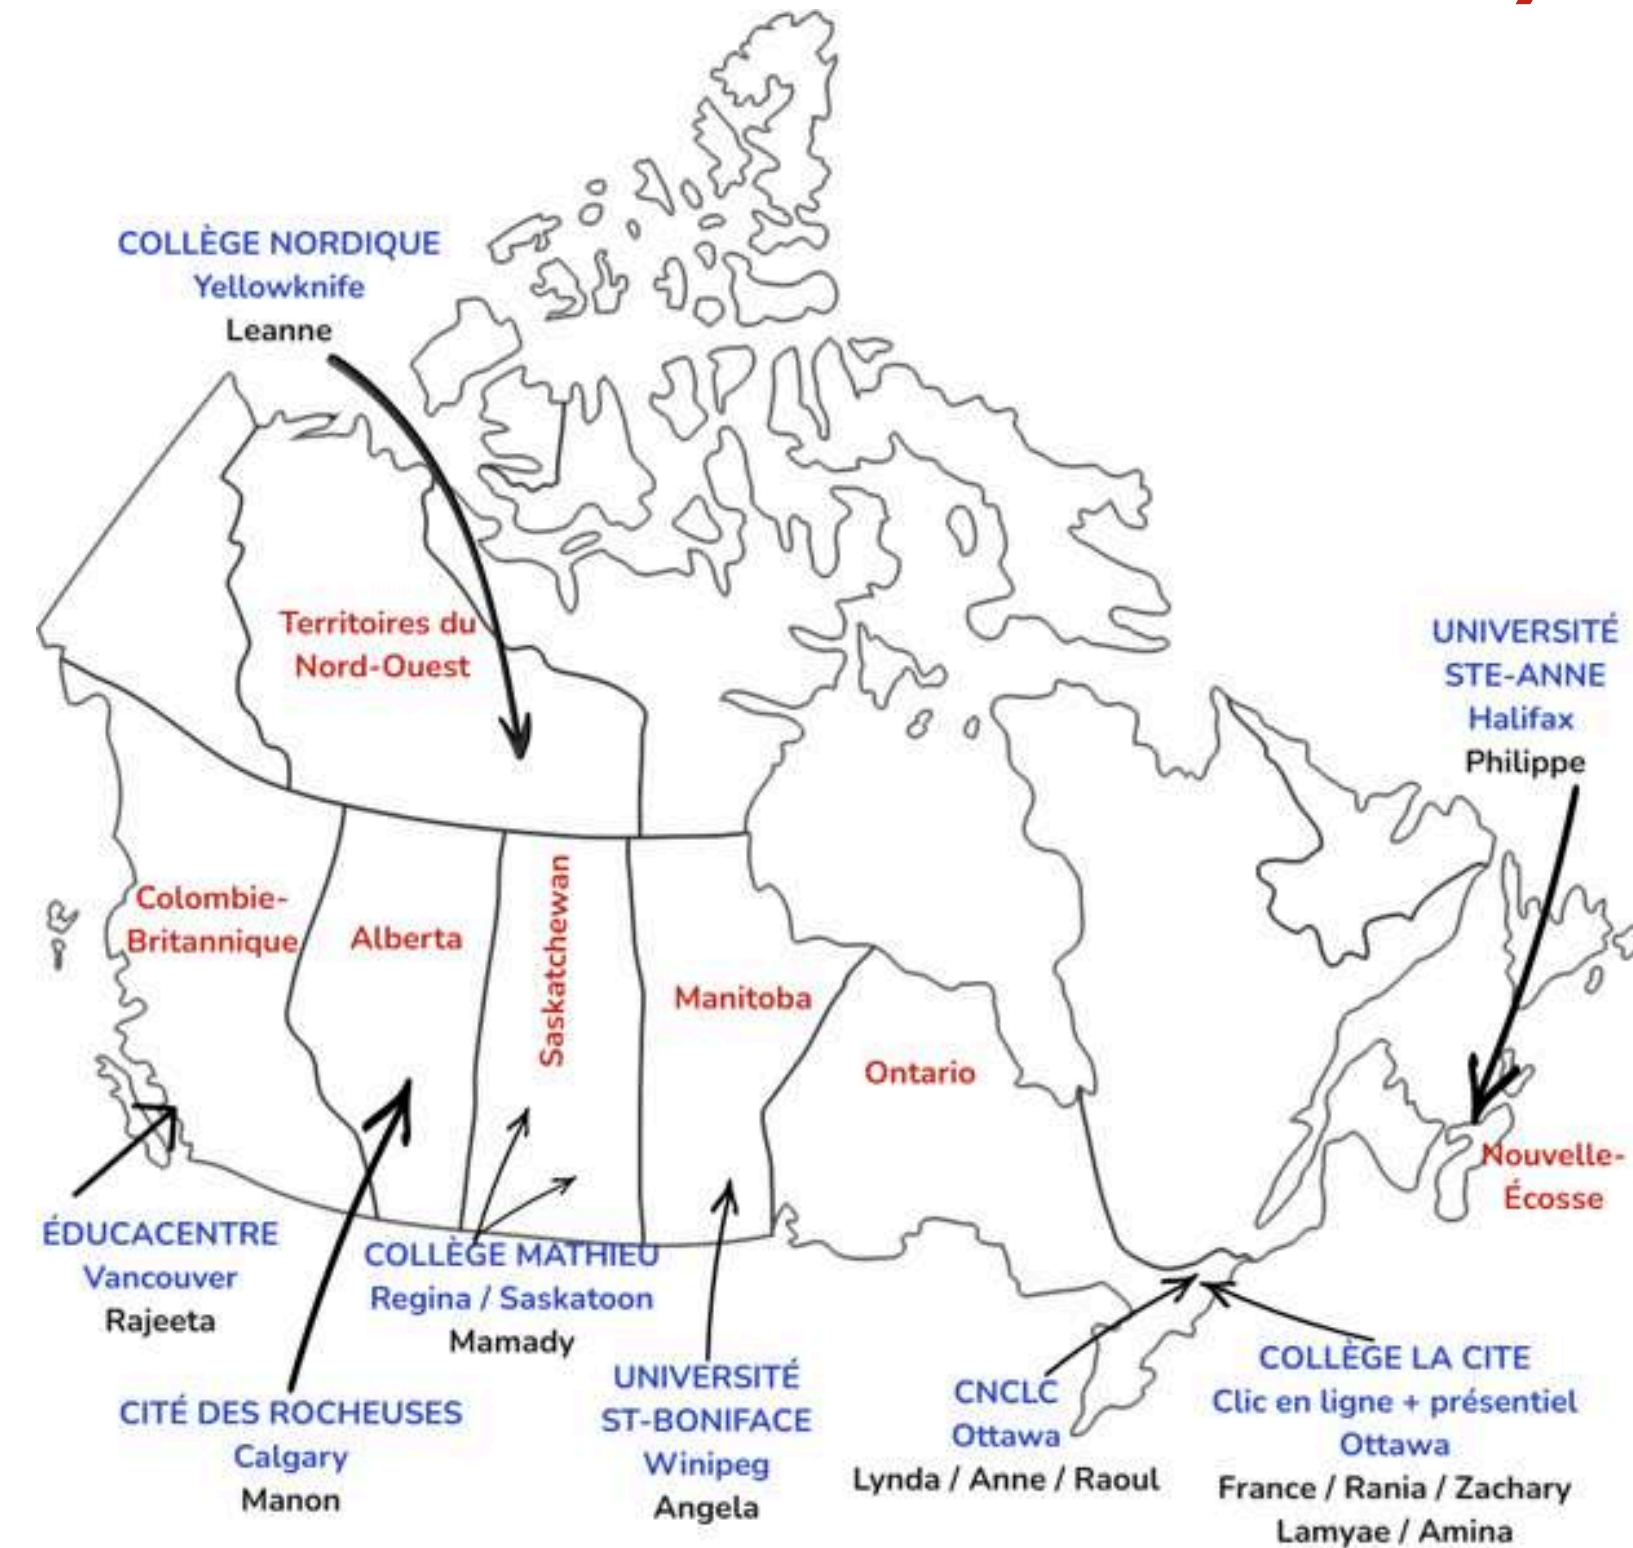 COLLÈGE NORDIQUE
Yellowknife
Leanne
Territoires du
Nord-Ouest
UNIVERSITÉ
STE-ANNE
Halifax
Philippe
Colombie-
Britannique
Alberta
Saskatchewan
Manitoba
Ontario
Nouvelle-
Écosse
ÉDUCACENTRE
Vancouver
Rajeeta
COLLÈGE MATHIEU
Regina / Saskatoon
Mamady
CITÉ DES ROCHEUSES
Calgary
Manon
UNIVERSITÉ
ST-BONIFACE
Winipeg
Angela
CNCLC
Ottawa
Lynda / Anne / Raoul
COLLÈGE LA CITE
Clic en ligne + présentiel
Ottawa
France / Rania / Zachary
Lamyae / Amina